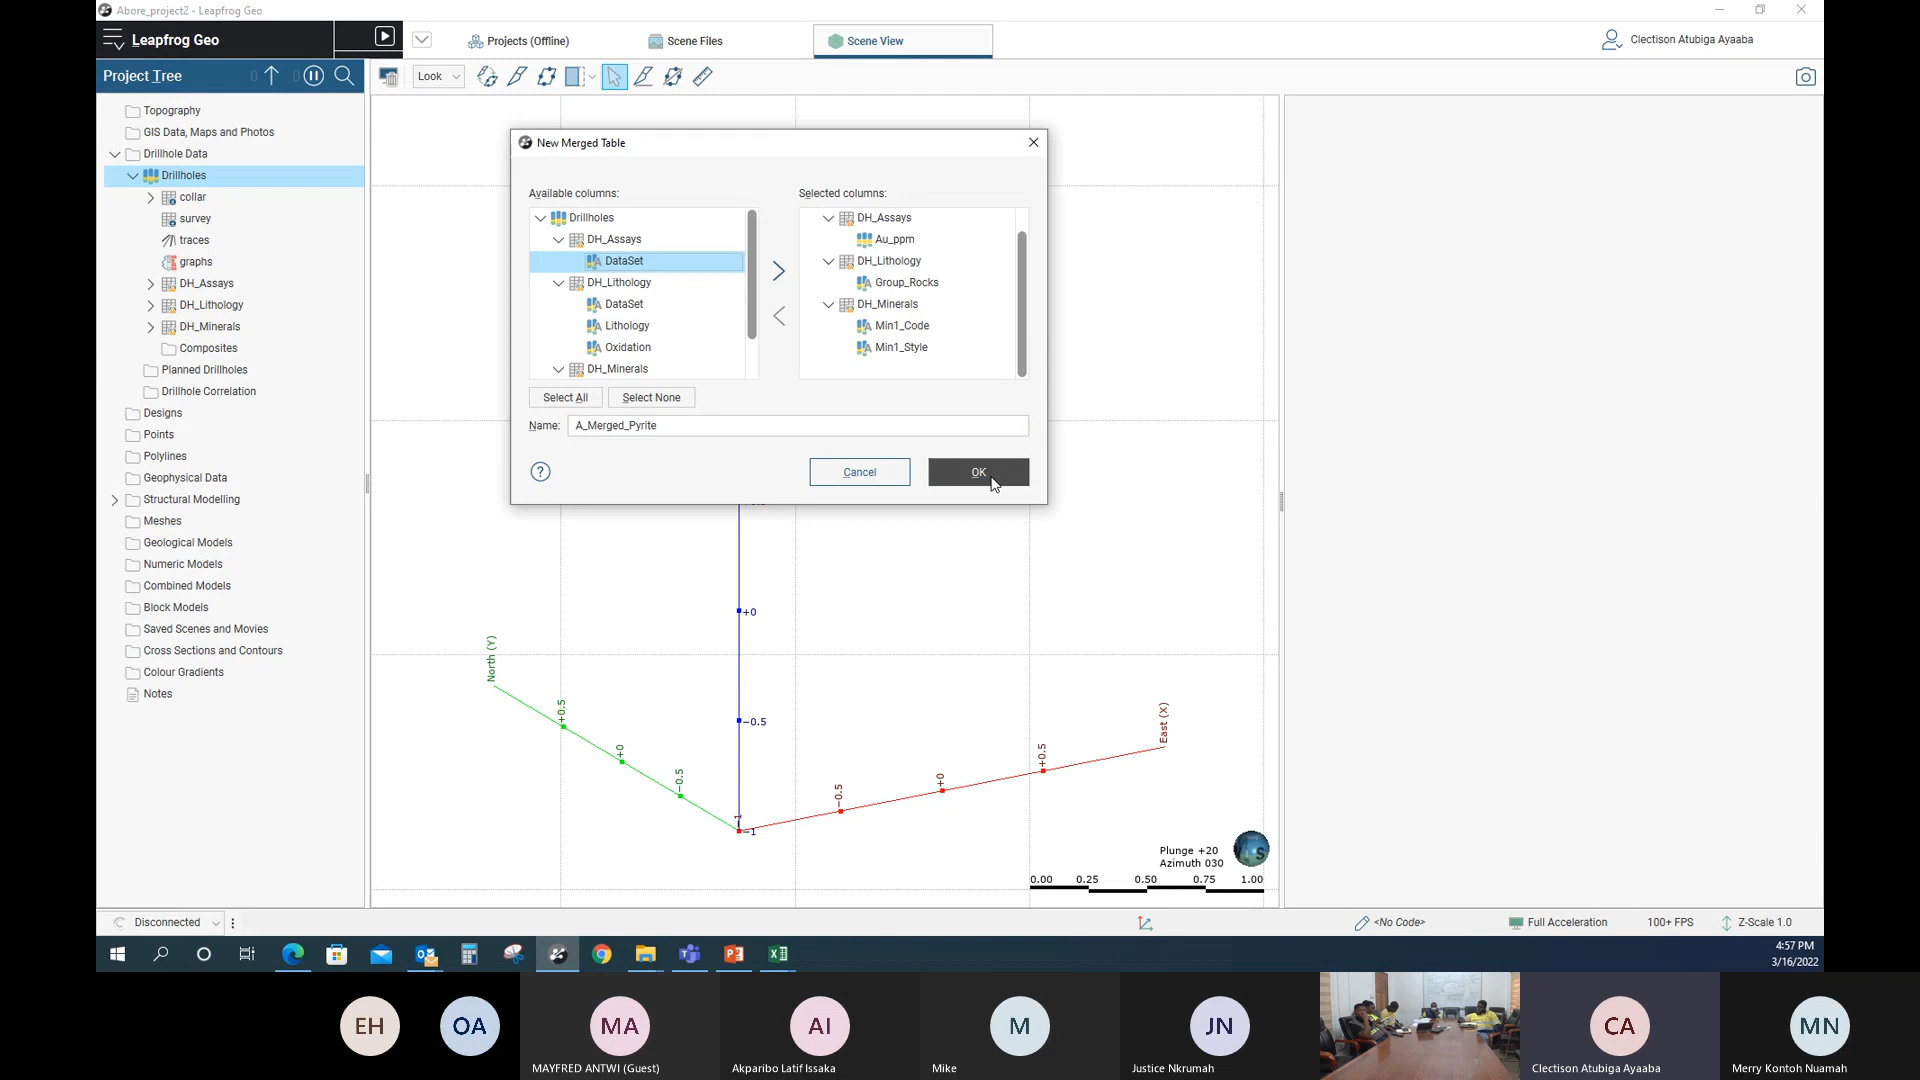 Abore_project2 - Leapfrog Geo
Leapfrog Geo
Projects (Offline)
Scene Files
Scene View
Clectison Atubiga Ayaaba
Project Tree
0
Look
Topography
GIS Data, Maps and Photos
Drillhole Data
Drillholes
collar
survey
traces
graphs
DH_Assays
DH_Lithology
DH_Minerals
Composites
Planned Drillholes
Drillhole Correlation
Designs
Points
Polylines
Geophysical Data
Structural Modelling
Meshes
Geological Models
Numeric Models
Combined Models
Block Models
Saved Scenes and Movies
Cross Sections and Contours
Colour Gradients
Notes
New Merged Table
Available columns:
Drillholes
DH_Assays
DataSet
DH_Lithology
DataSet
Lithology
Oxidation
DH_Minerals
Selected columns:
DH_Assays
Au_ppm
DH_Lithology
Group_Rocks
DH_Minerals
Min1_Code
Min1_Style
Select All
Select None
Name: A_Merged_Pyrite
?
Cancel
OK
+0
-0.5
-1
North (Y)
+0.5
+0
-0.5
-1
-0.5
+0
+0.5
East (X)
Plunge +20
Azimuth 030
0.00 0.25 0.50 0.75 1.00
Disconnected
<No Code>
Full Acceleration
100+ FPS
Z-Scale 1.0
4:57 PM
3/16/2022
EH
OA
MA
MAYFRED ANTWI (Guest)
AI
Akparibo Latif Issaka
M
Mike
JN
Justice Nkrumah
CA
Clectison Atubiga Ayaaba
MN
Merry Kontoh Nuamah